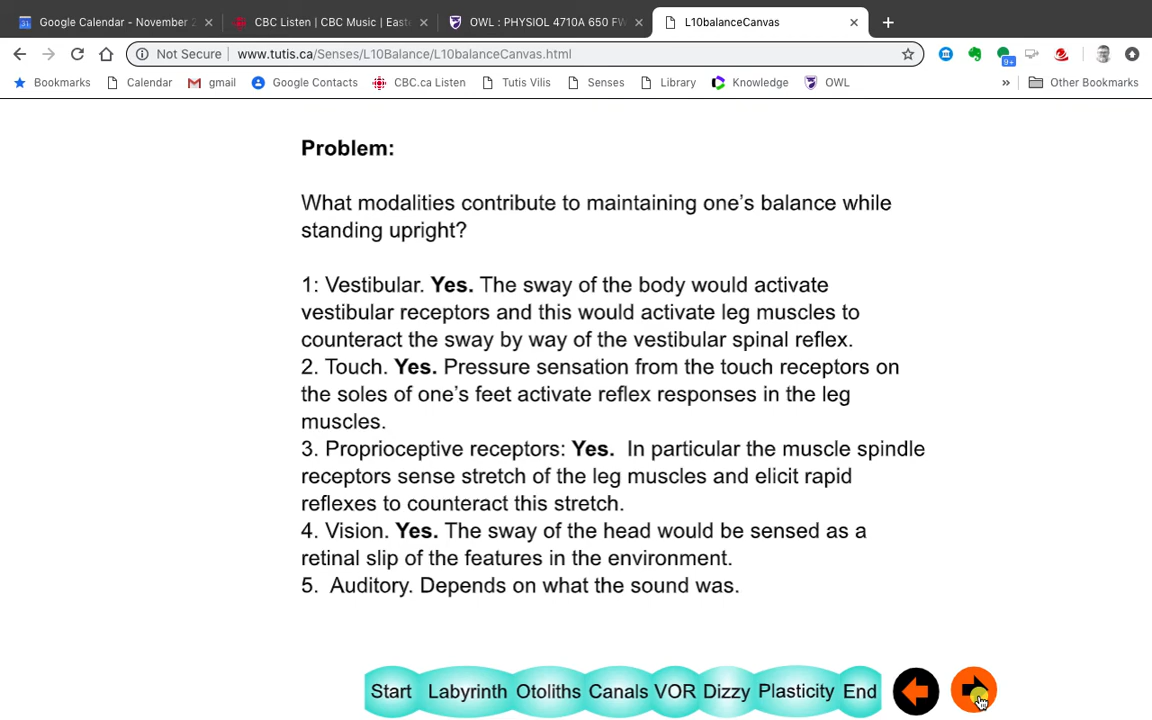 Google Calendar - November 2
CBC Listen | CBC Music | Easte
OWL : PHYSIOL 4710A 650 FW
L10balanceCanvas
Not Secure
www.tutis.ca/Senses/L10Balance/L10balanceCanvas.html
9+
Bookmarks
Calendar
gmail
Google Contacts
CBC.ca Listen
Tutis Vilis
Senses
Library
Knowledge
OWL
»
Other Bookmarks
Problem:
What modalities contribute to maintaining one's balance while
standing upright?
1: Vestibular. Yes. The sway of the body would activate
vestibular receptors and this would activate leg muscles to
counteract the sway by way of the vestibular spinal reflex.
2. Touch. Yes. Pressure sensation from the touch receptors on
the soles of one's feet activate reflex responses in the leg
muscles.
3. Proprioceptive receptors: Yes.  In particular the muscle spindle
receptors sense stretch of the leg muscles and elicit rapid
reflexes to counteract this stretch.
4. Vision. Yes. The sway of the head would be sensed as a
retinal slip of the features in the environment.
5.  Auditory. Depends on what the sound was.
Start
Labyrinth
Otoliths
Canals
VOR
Dizzy
Plasticity
End